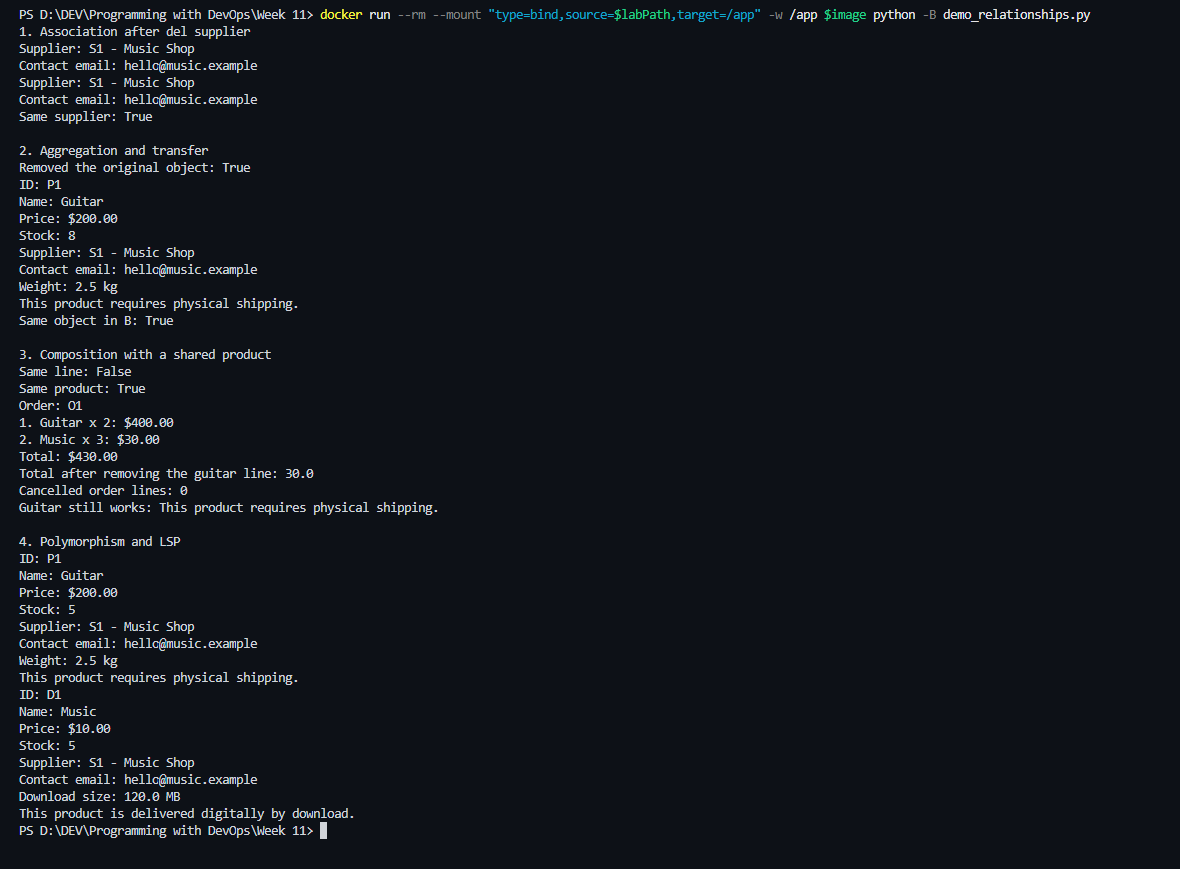 PS D:\DEV\Programming with DevOps\Week 11> docker run --rm --mount "type=bind,source=$labPath,target=/app" -w /app $image python -B demo_relationships.py
1. Association after del supplier
Supplier: S1 - Music Shop
Contact email: hello@music.example
Supplier: S1 - Music Shop
Contact email: hello@music.example
Same supplier: True
2. Aggregation and transfer
Removed the original object: True
ID: P1
Name: Guitar
Price: $200.00
Stock: 8
Supplier: S1 - Music Shop
Contact email: hello@music.example
Weight: 2.5 kg
This product requires physical shipping.
Same object in B: True
3. Composition with a shared product
Same line: False
Same product: True
Order: O1
1. Guitar x 2: $400.00
2. Music x 3: $30.00
Total: $430.00
Total after removing the guitar line: 30.0
Cancelled order lines: 0
Guitar still works: This product requires physical shipping.
4. Polymorphism and LSP
ID: P1
Name: Guitar
Price: $200.00
Stock: 5
Supplier: S1 - Music Shop
Contact email: hello@music.example
Weight: 2.5 kg
This product requires physical shipping.
ID: D1
Name: Music
Price: $10.00
Stock: 5
Supplier: S1 - Music Shop
Contact email: hello@music.example
Download size: 120.0 MB
This product is delivered digitally by download.
PS D:\DEV\Programming with DevOps\Week 11>